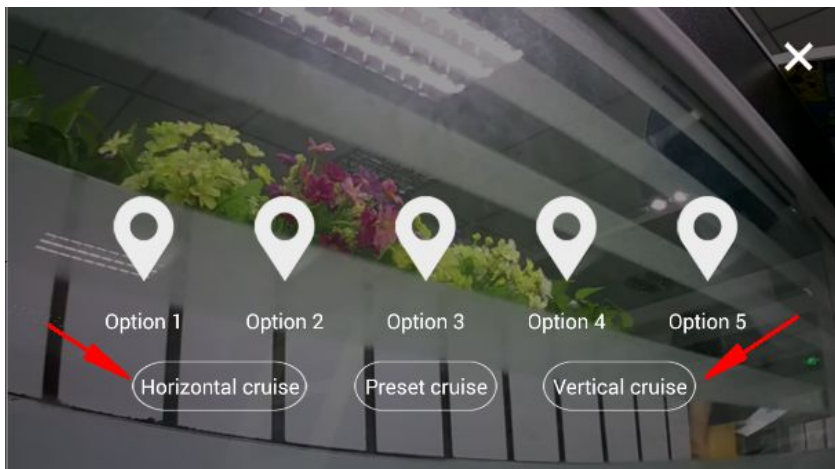 Option 1
Option 2
Option 3
Option 4
Option 5
Horizontal cruise
Preset cruise
Vertical cruise